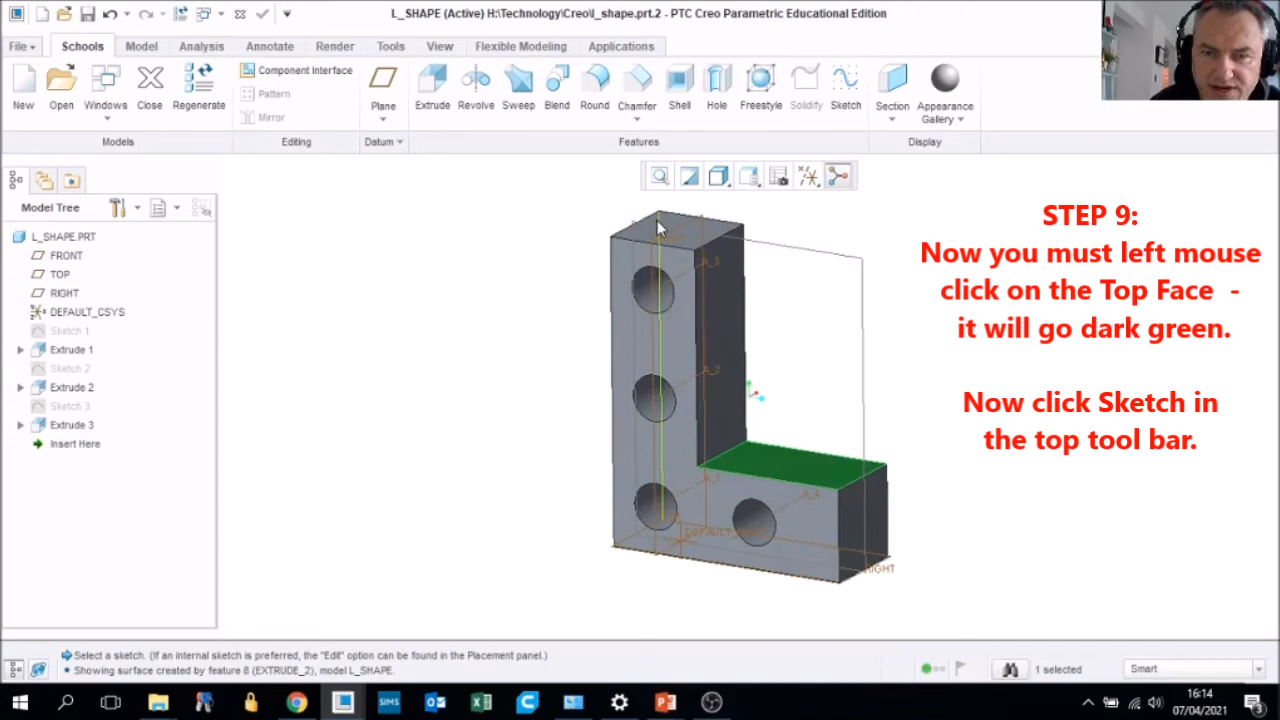 L_SHAPE (Active) H:\Technology\Creo\l_shape.prt.2 - PTC Creo Parametric Educational Edition
File Schools Model Analysis Annotate Render Tools View Flexible Modeling Applications
New Open Windows Close Regenerate
Component Interface
Pattern
Mirror
Plane
Extrude Revolve Sweep Blend Round Chamfer Shell Hole Freestyle Solidify Sketch
Section
Appearance
Gallery
Models Editing Datum Features Display
Model Tree
L_SHAPE.PRT
FRONT
TOP
RIGHT
DEFAULT_CSYS
Sketch 1
Extrude 1
Sketch 2
Extrude 2
Sketch 3
Extrude 3
Insert Here
A_3
A_2
A_1
A_4
RIGHT
STEP 9:
Now you must left mouse
click on the Top Face -
it will go dark green.
Now click Sketch in
the top tool bar.
Select a sketch. (If an internal sketch is preferred, the "Edit" option can be found in the Placement panel.)
• Showing surface created by feature 8 (EXTRUDE_2), model L_SHAPE.
1 selected
Smart
SIMS
16:14
07/04/2021
3